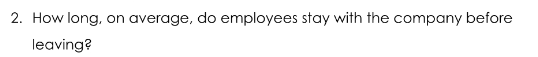 2. How long, on average, do employees stay with the company before
leaving?